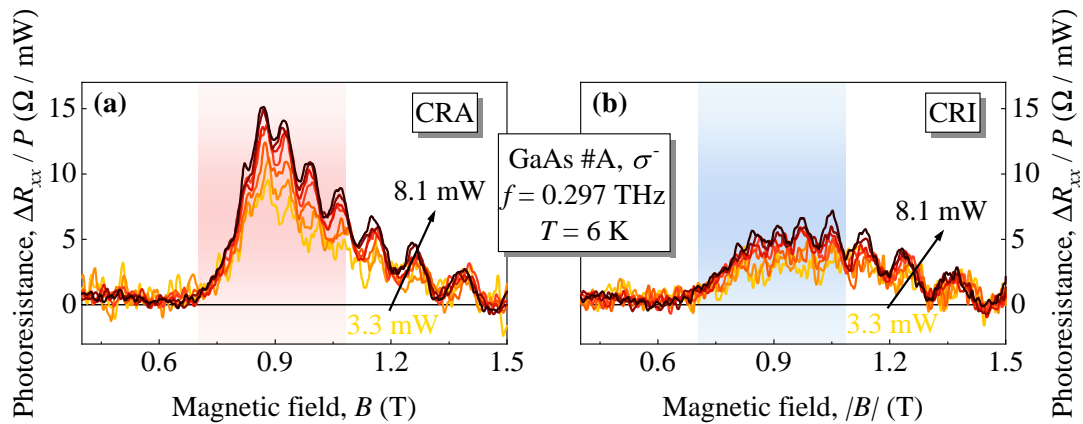 Photoresistance, ΔR_xx / P (Ω / mW)
15
10
5
0
(a)
CRA
8.1 mW
3.3 mW
0.6
0.9
1.2
1.5
Magnetic field, B (T)
GaAs #A, σ⁻
f = 0.297 THz
T = 6 K
(b)
CRI
8.1 mW
3.3 mW
0.6
0.9
1.2
1.5
Magnetic field, |B| (T)
15
10
5
0
Photoresistance, ΔR_xx / P (Ω / mW)